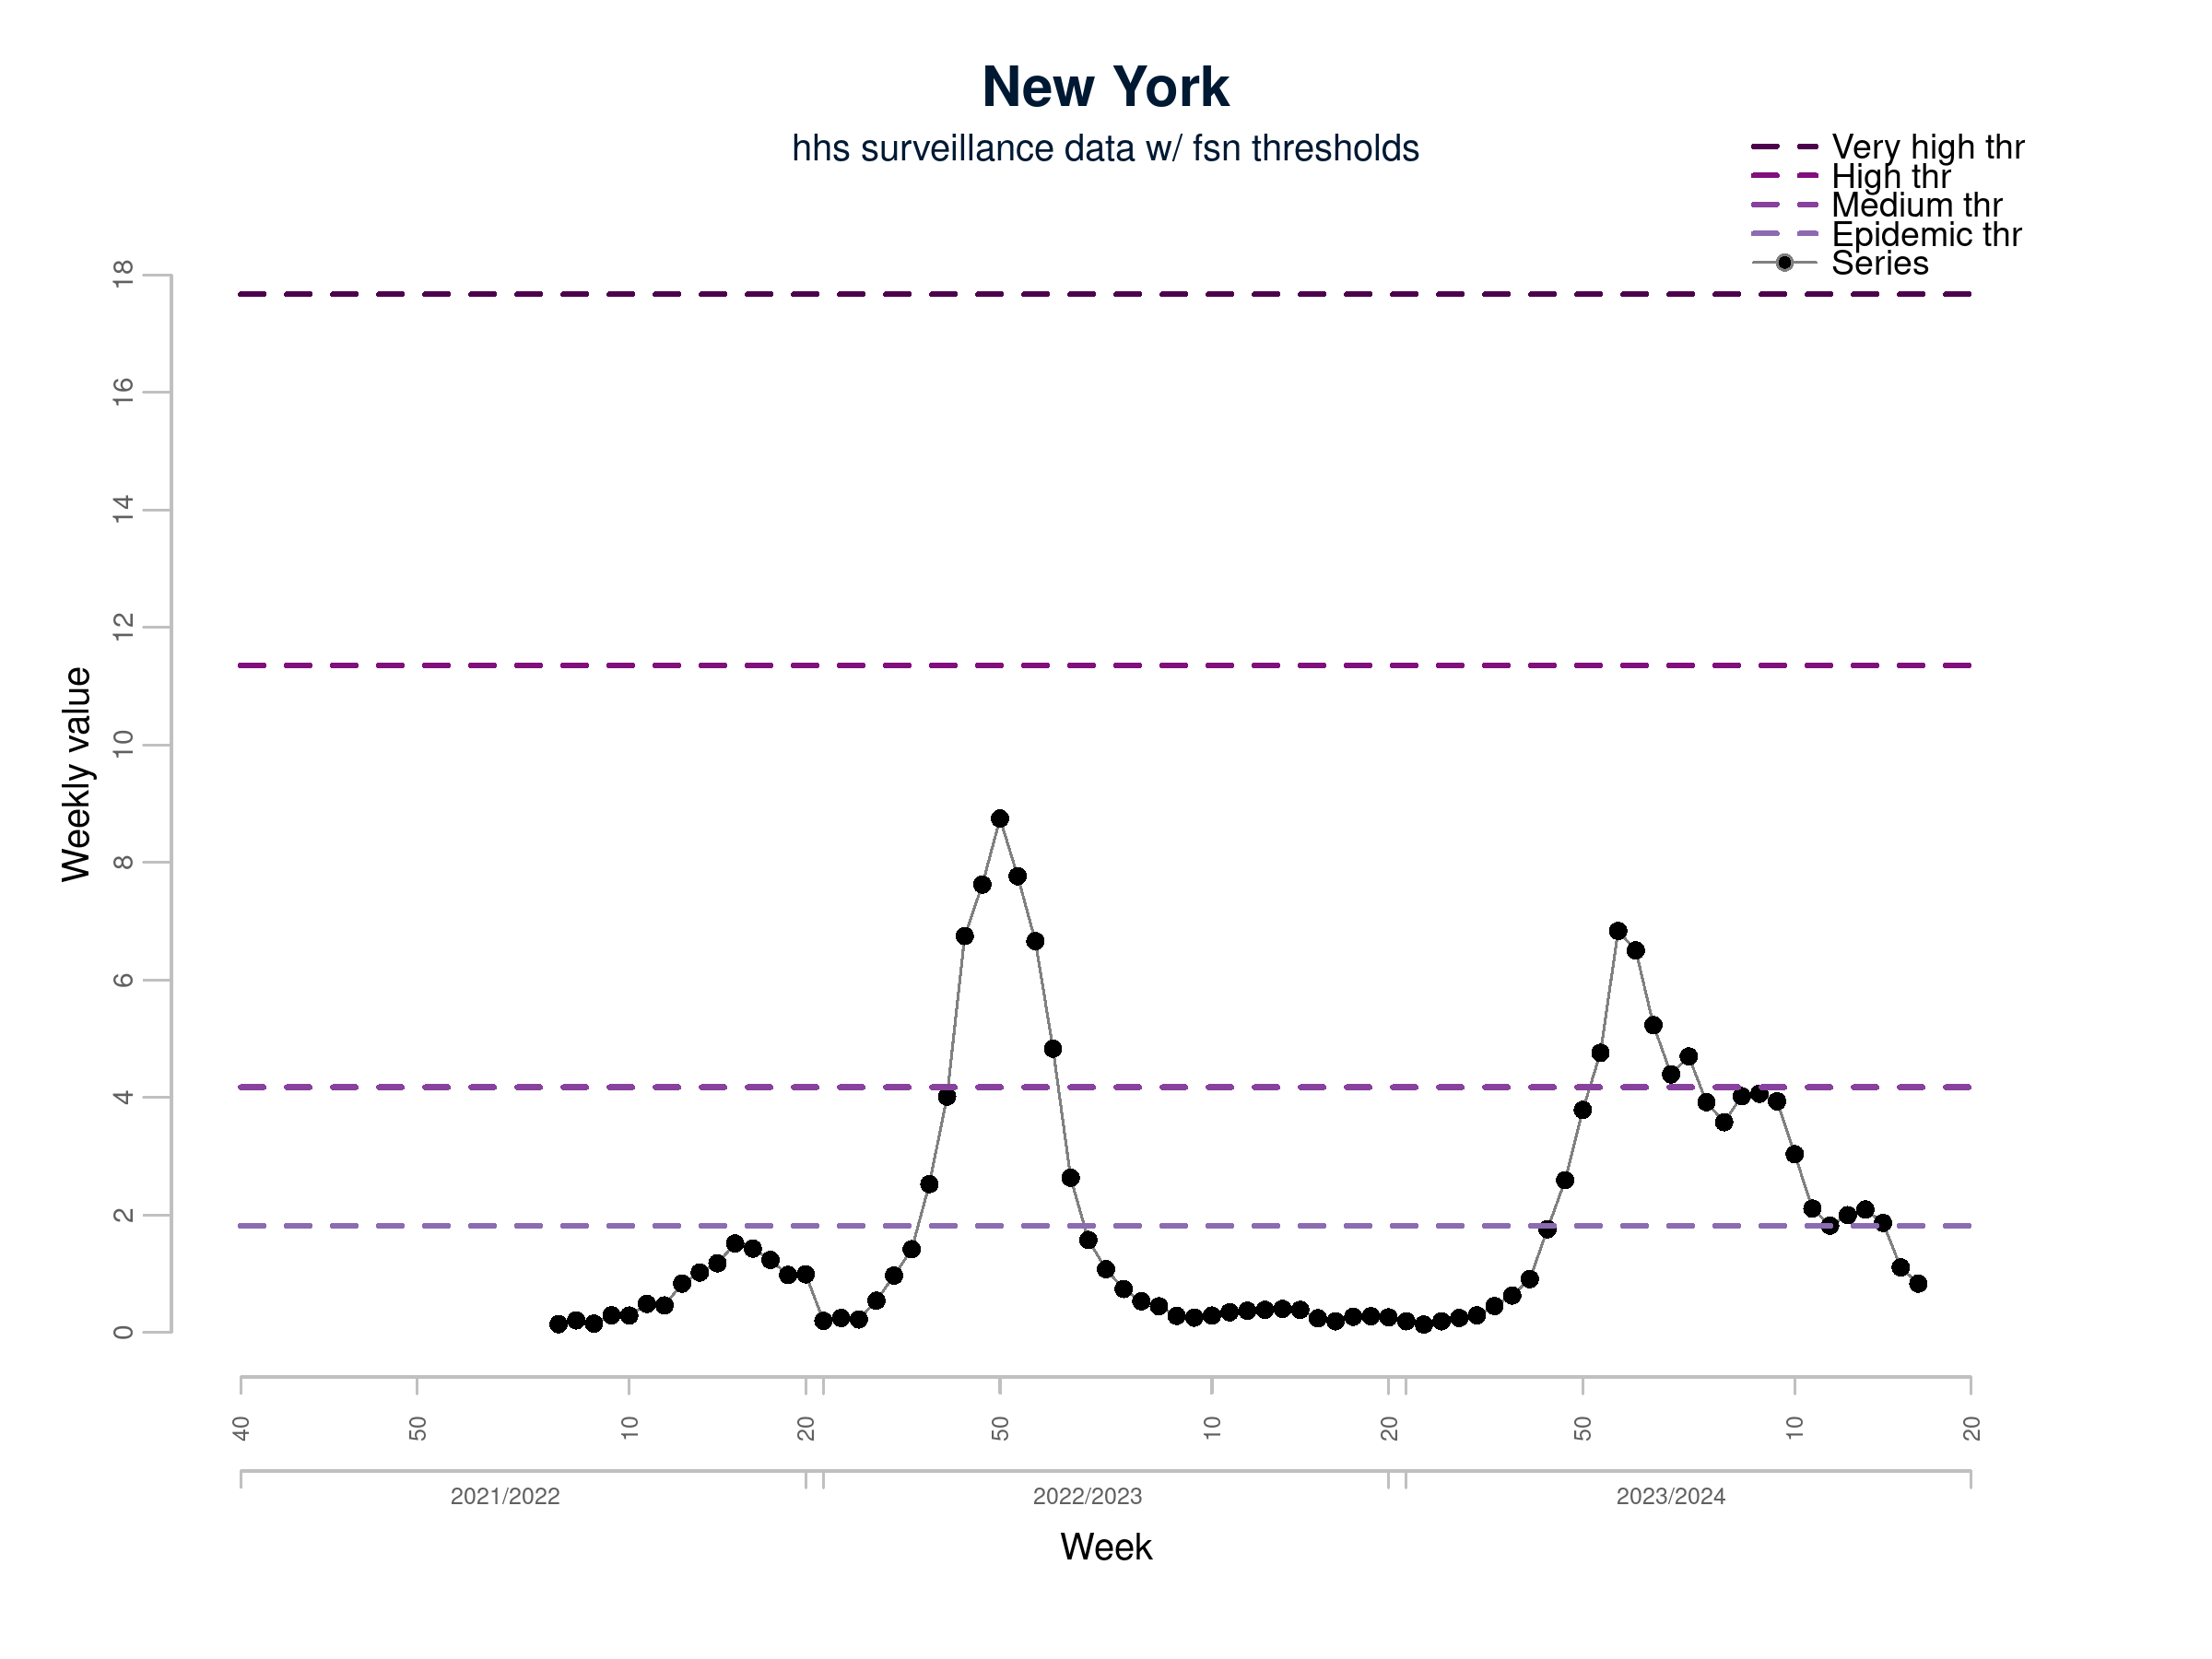 New York
hhs surveillance data w/ fsn thresholds
Very high thr
High thr
Medium thr
Epidemic thr
Series
18
16
14
12
10
8
6
4
2
0
Weekly value
40 50 10 20 50 10 20 50 10 20
2021/2022 2022/2023 2023/2024
Week